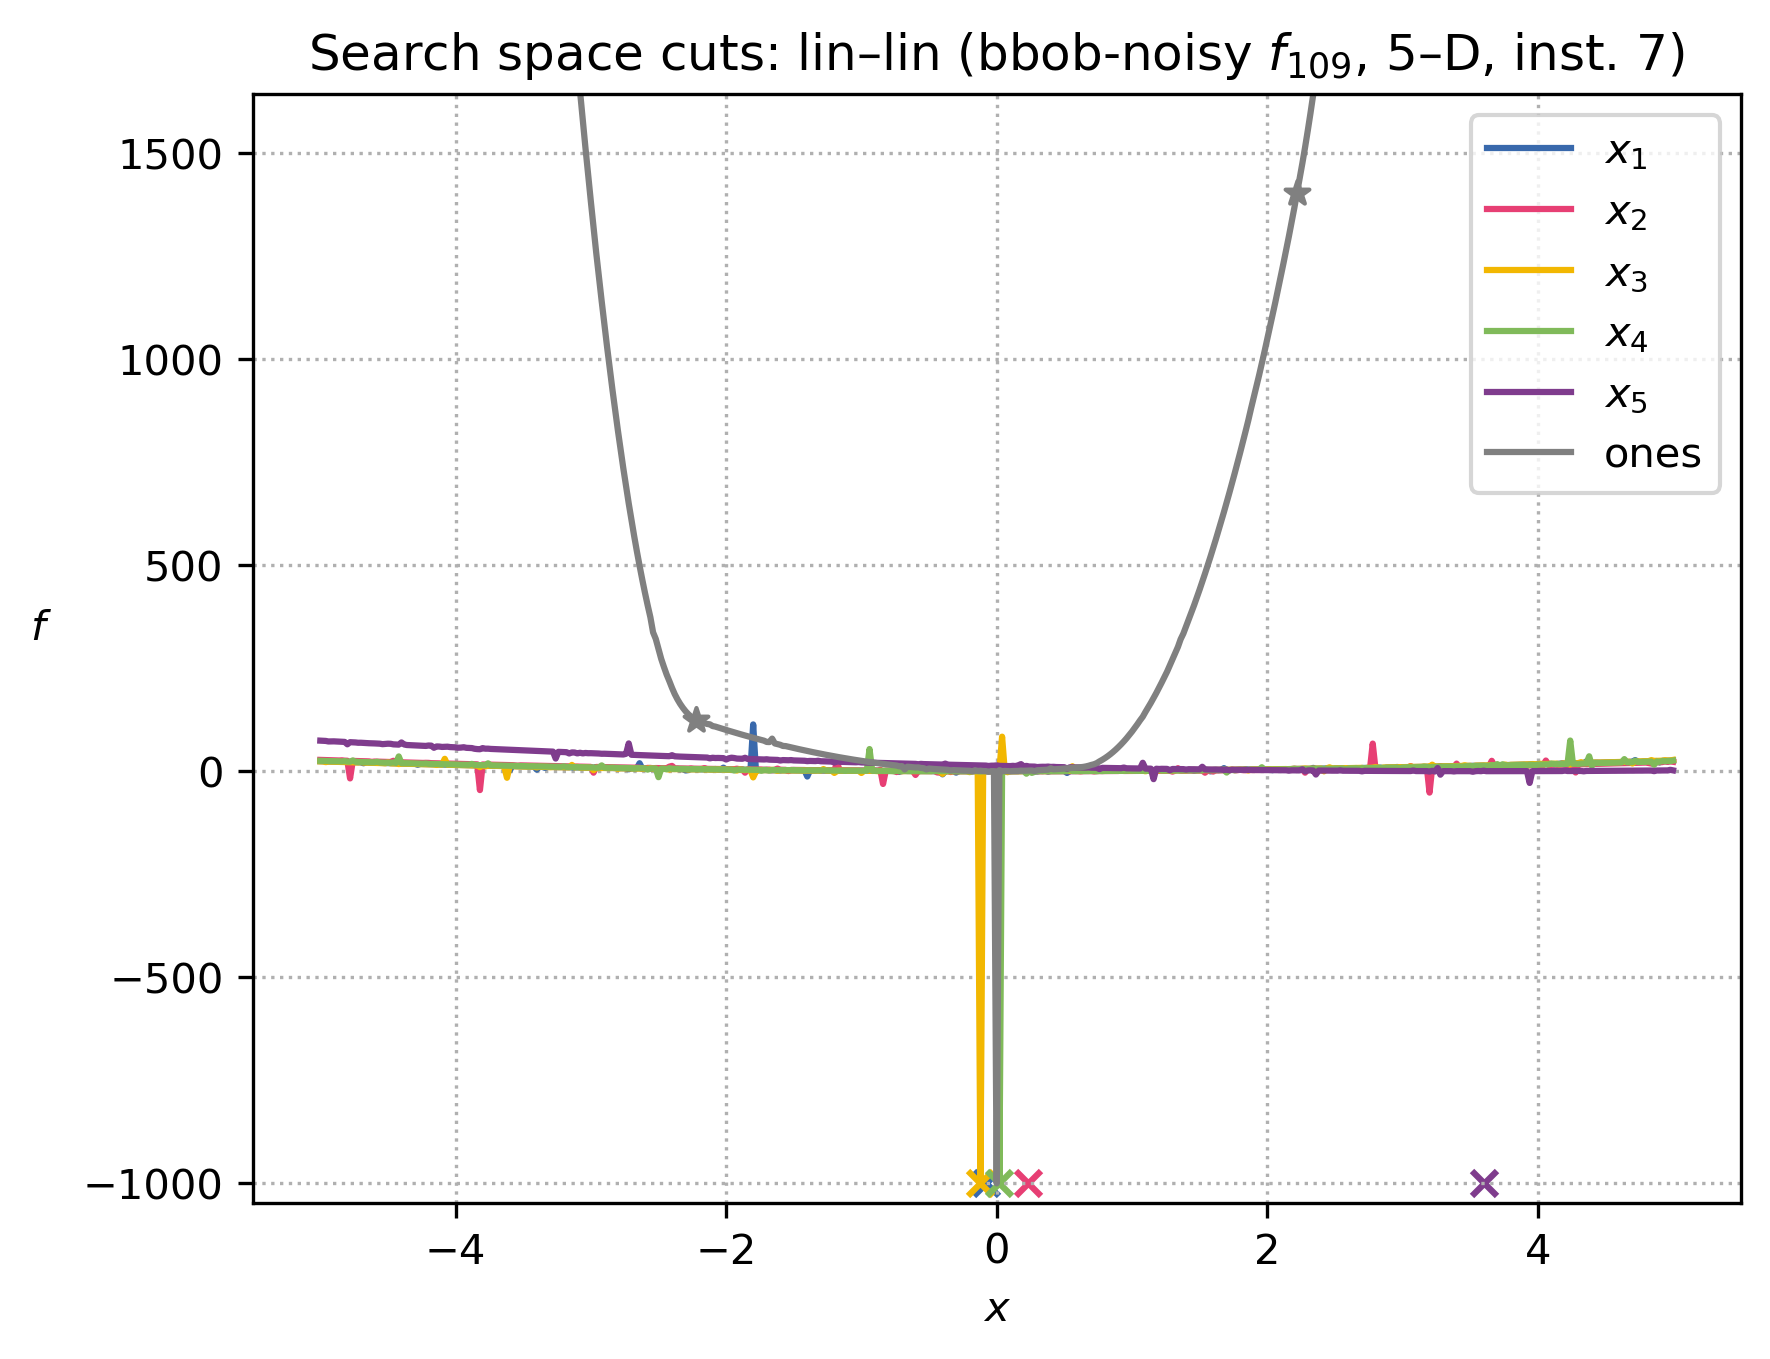 Search space cuts: lin–lin (bbob-noisy f₁₀₉, 5–D, inst. 7)
1500
1000
500
0
−500
−1000
f
−4
−2
0
2
4
x
x₁
x₂
x₃
x₄
x₅
ones